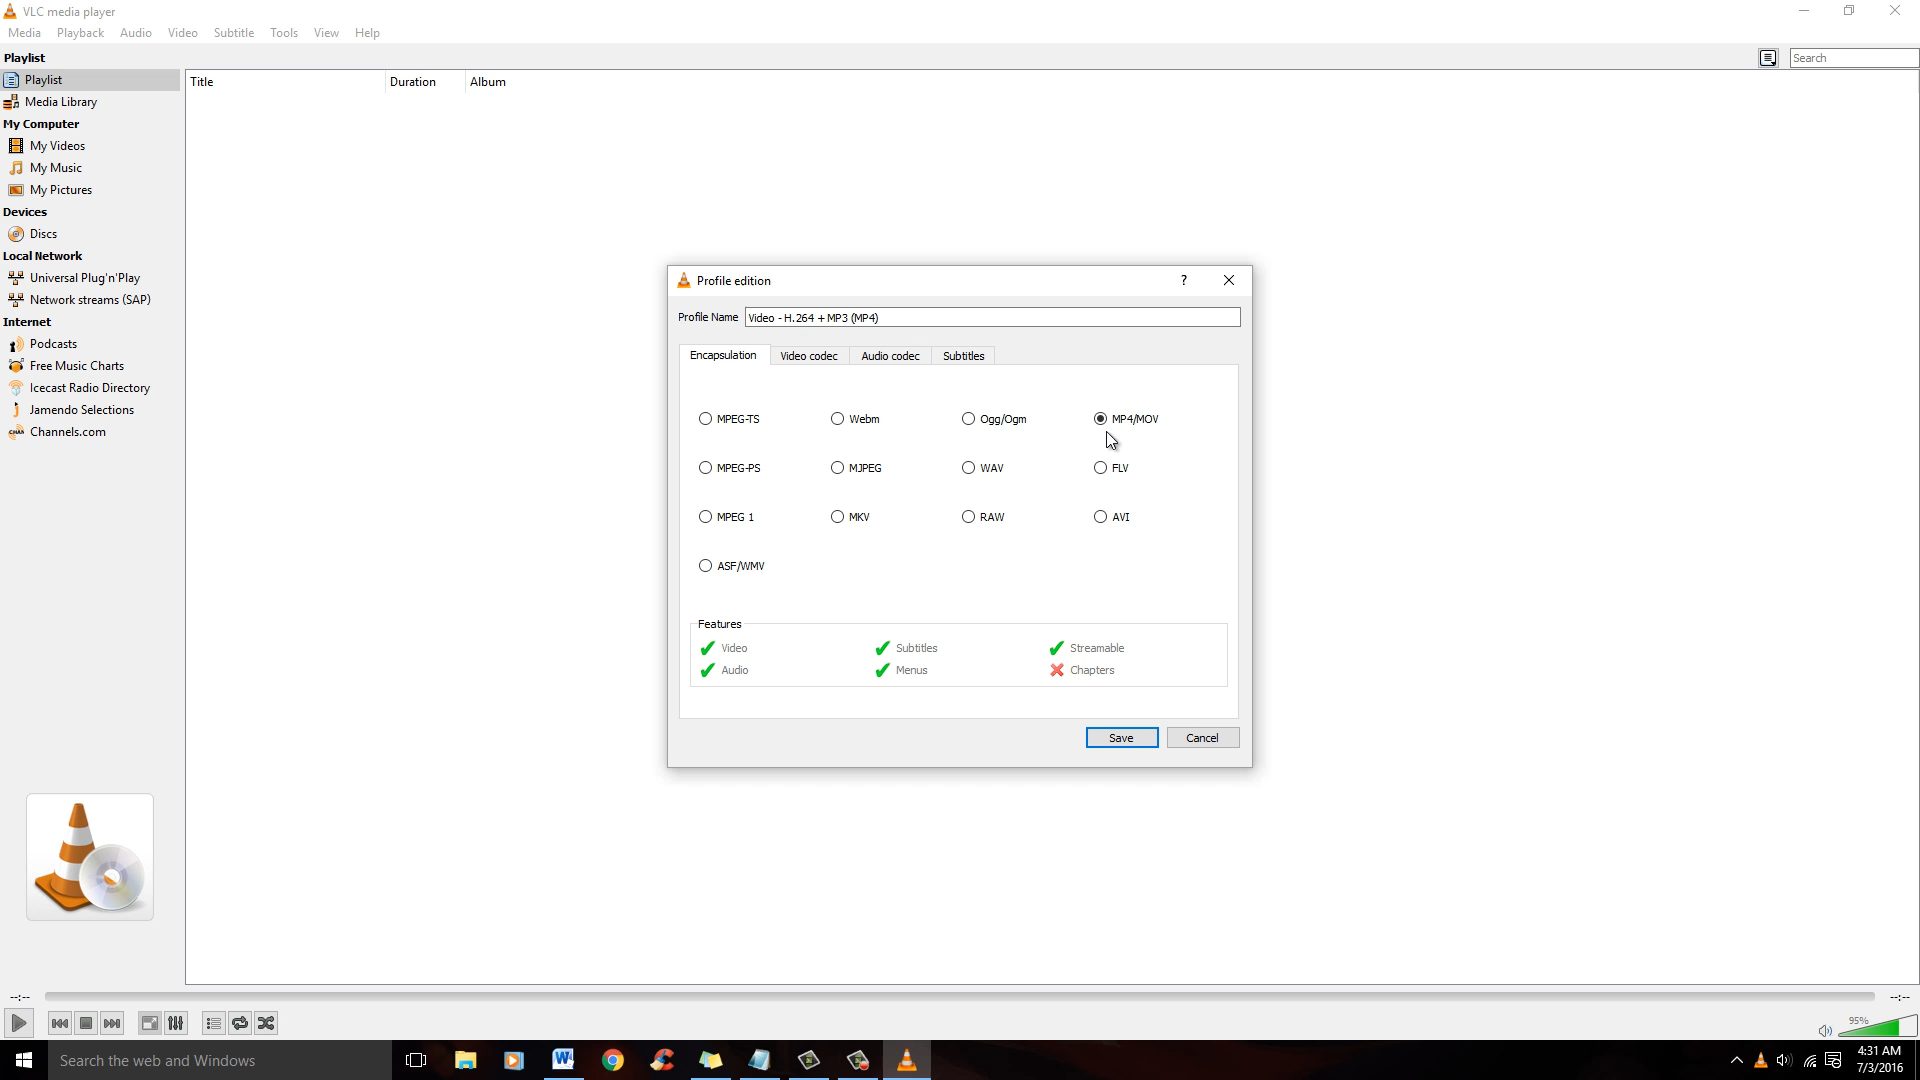 VLC media player
Media Playback Audio Video Subtitle Tools View Help
Playlist
Search
Playlist
Title Duration Album
Media Library
My Computer
My Videos
My Music
My Pictures
Devices
Discs
Local Network
Universal Plug'n'Play
Network streams (SAP)
Internet
Podcasts
Free Music Charts
Icecast Radio Directory
Jamendo Selections
Channels.com
Profile edition
?
Profile Name Video - H.264 + MP3 (MP4)
Encapsulation Video codec Audio codec Subtitles
MPEG-TS Webm Ogg/Ogm MP4/MOV
MPEG-PS MJPEG WAV FLV
MPEG 1 MKV RAW AVI
ASF/WMV
Features
Video Subtitles Streamable
Audio Menus Chapters
Save Cancel
--:-- --:--
95%
Search the web and Windows
4:31 AM
7/3/2016